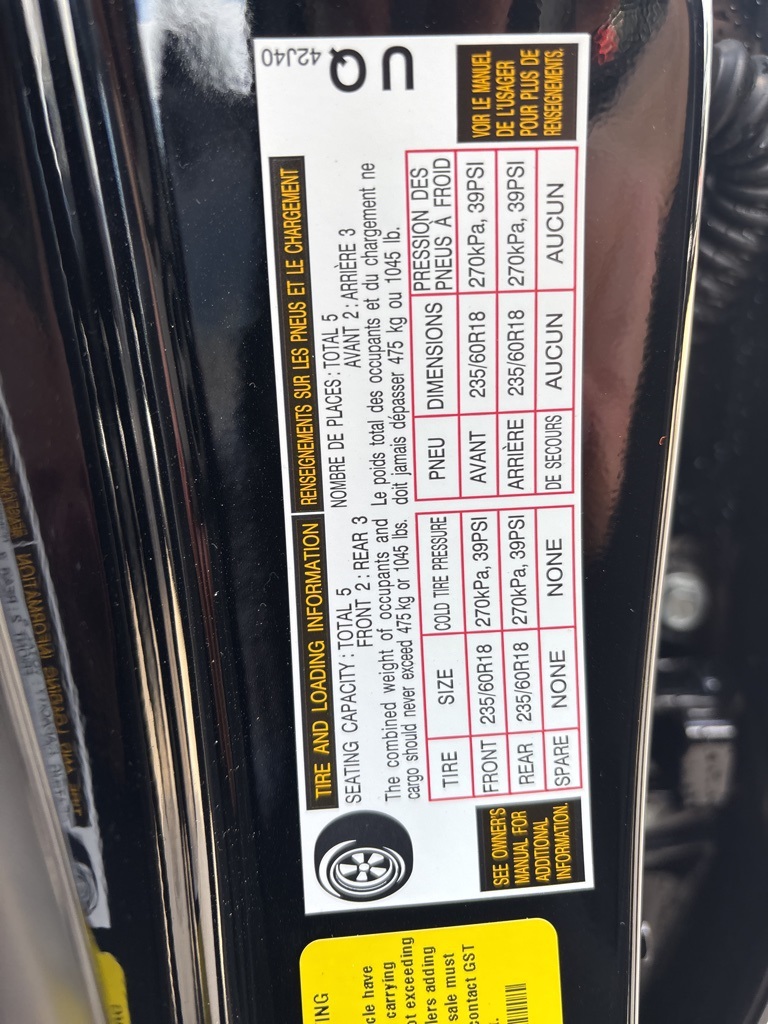 TIRE AND LOADING INFORMATION
SEATING CAPACITY : TOTAL 5
FRONT 2 : REAR 3
The combined weight of occupants and
cargo should never exceed 475 kg or 1045 lbs.
TIRE SIZE COLD TIRE PRESSURE
FRONT 235/60R18 270kPa, 39PSI
REAR 235/60R18 270kPa, 39PSI
SPARE NONE NONE
SEE OWNER'S
MANUAL FOR
ADDITIONAL
INFORMATION.
RENSEIGNEMENTS SUR LES PNEUS ET LE CHARGEMENT
NOMBRE DE PLACES : TOTAL 5
AVANT 2 : ARRIÈRE 3
Le poids total des occupants et du chargement ne
doit jamais dépasser 475 kg ou 1045 lb.
PNEU DIMENSIONS PRESSION DES
PNEUS À FROID
AVANT 235/60R18 270kPa, 39PSI
ARRIÈRE 235/60R18 270kPa, 39PSI
DE SECOURS AUCUN AUCUN
42J40
UQ
VOIR LE MANUEL
DE L'USAGER
POUR PLUS DE
RENSEIGNEMENTS.
cle have
carrying
ot exceeding
lers adding
sale must
ontact GST